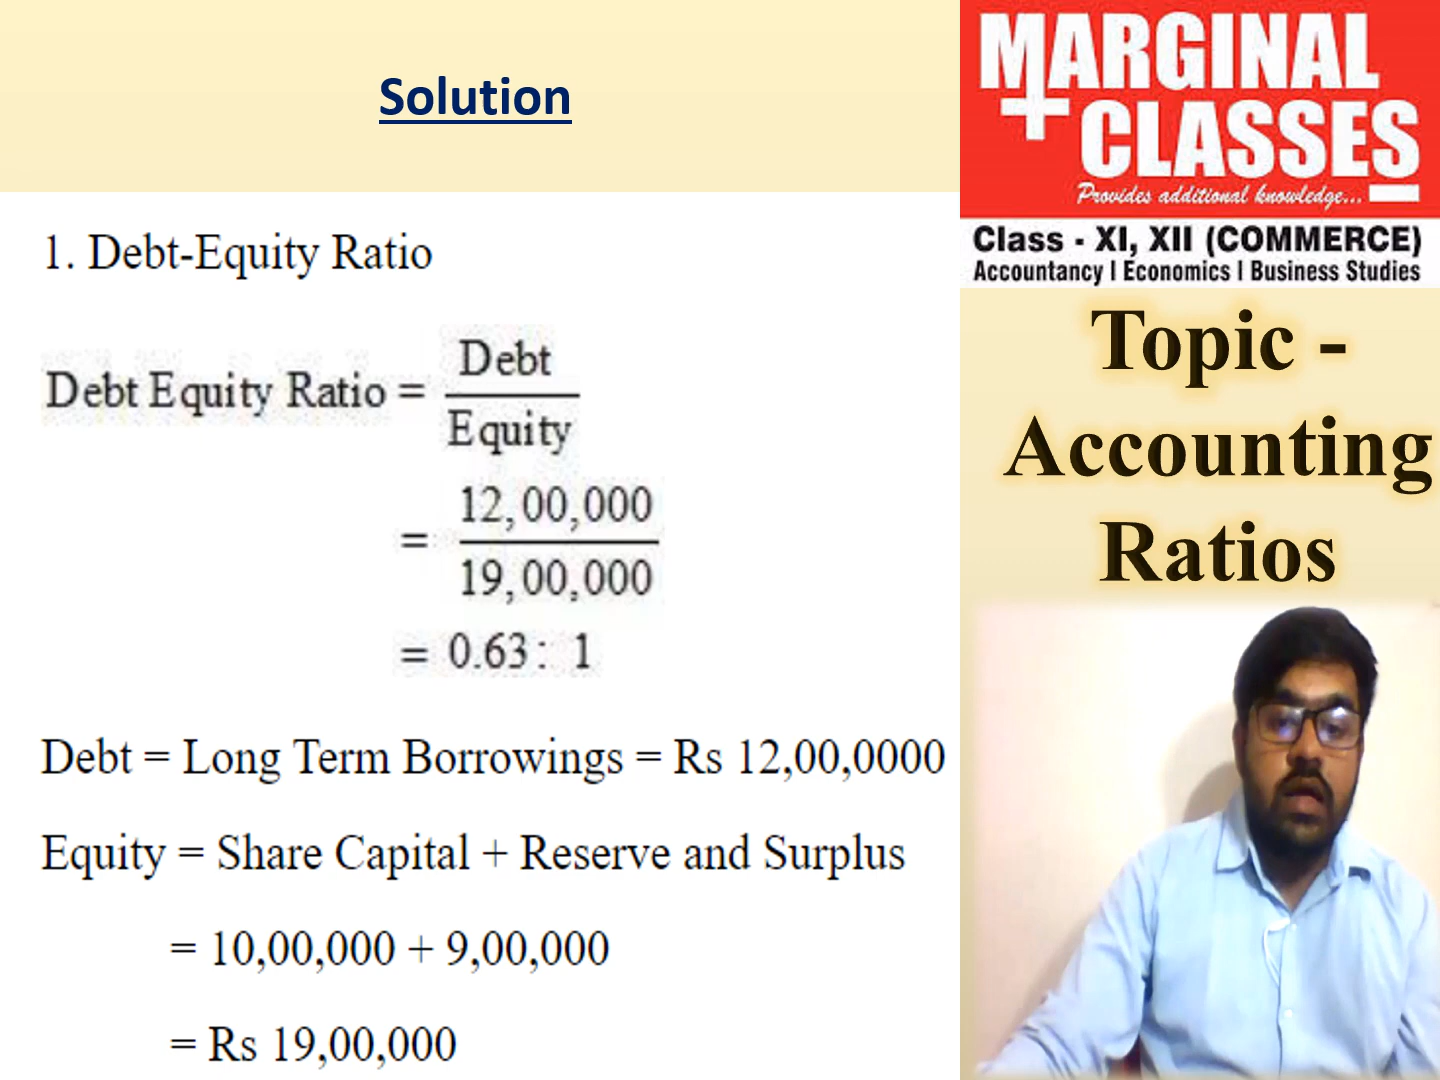 Solution
1. Debt-Equity Ratio
Debt Equity Ratio = Debt
Equity
= 12,00,000
19,00,000
= 0.63 : 1
Debt = Long Term Borrowings = Rs 12,00,0000
Equity = Share Capital + Reserve and Surplus
= 10,00,000 + 9,00,000
= Rs 19,00,000
MARGINAL
+CLASSES
Provides additional knowledge...
Class - XI, XII (COMMERCE)
Accountancy | Economics | Business Studies
Topic -
Accounting
Ratios